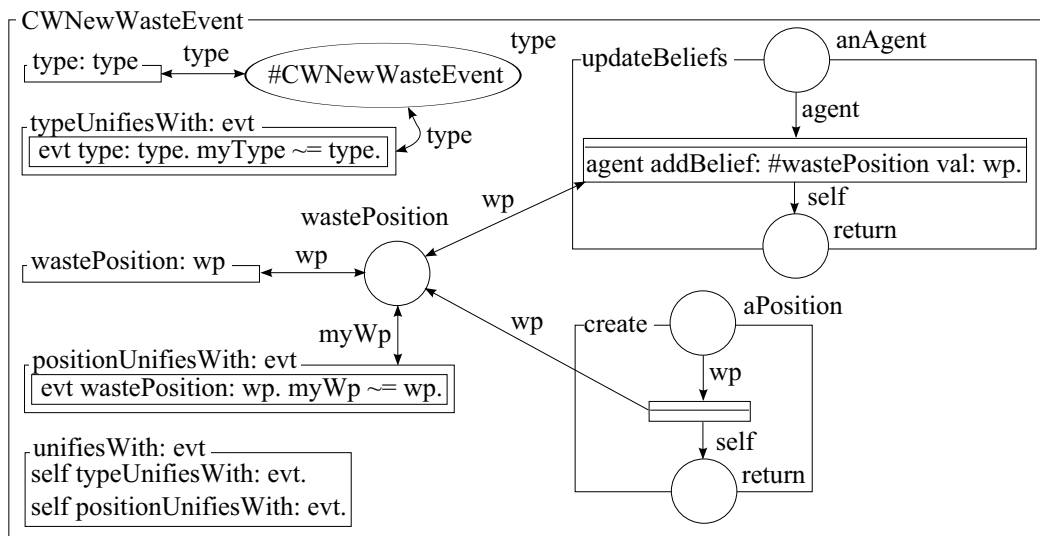 CWNewWasteEvent
type: type
type
#CWNewWasteEvent
type
type
typeUnifiesWith: evt
evt type: type. myType ~= type.
wastePosition
wp
wastePosition: wp
wp
myWp
positionUnifiesWith: evt
evt wastePosition: wp. myWp ~= wp.
unifiesWith: evt
self typeUnifiesWith: evt.
self positionUnifiesWith: evt.
updateBeliefs
anAgent
agent
agent addBelief: #wastePosition val: wp.
self
return
wp
create
aPosition
wp
self
return